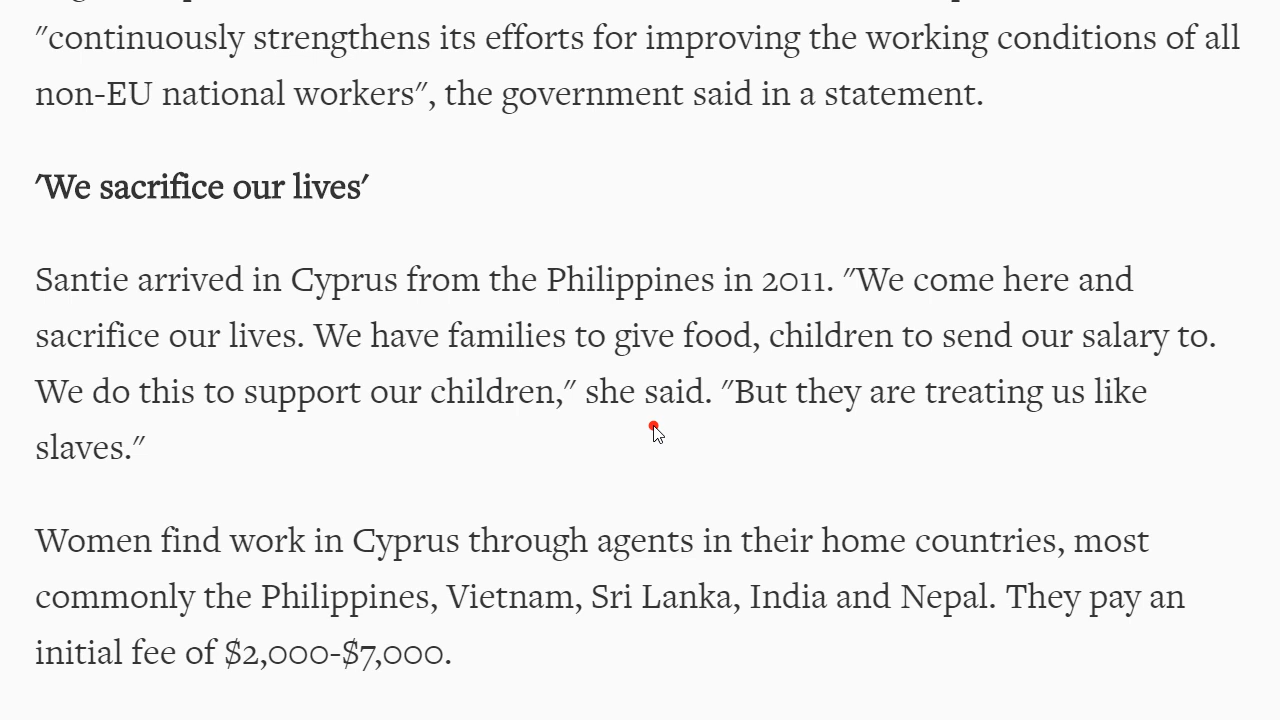 "continuously strengthens its efforts for improving the working conditions of all
non-EU national workers", the government said in a statement.
'We sacrifice our lives'
Santie arrived in Cyprus from the Philippines in 2011. "We come here and
sacrifice our lives. We have families to give food, children to send our salary to.
We do this to support our children," she said. "But they are treating us like
slaves."
Women find work in Cyprus through agents in their home countries, most
commonly the Philippines, Vietnam, Sri Lanka, India and Nepal. They pay an
initial fee of $2,000-$7,000.